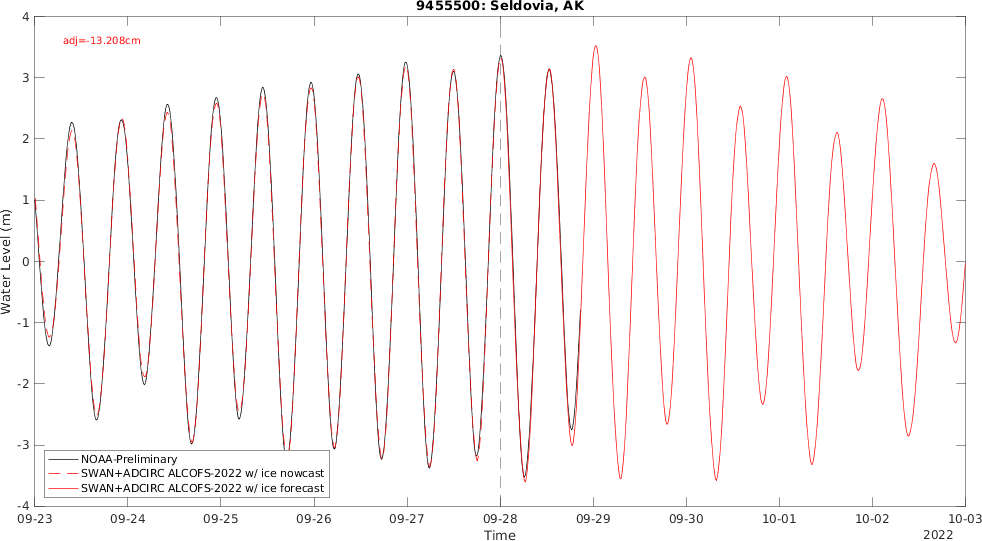 9455500: Seldovia, AK
adj=-13.208cm
Water Level (m)
4
3
2
1
0
-1
-2
-3
-4
NOAA-Preliminary
SWAN+ADCIRC ALCOFS-2022 w/ ice nowcast
SWAN+ADCIRC ALCOFS-2022 w/ ice forecast
09-23 09-24 09-25 09-26 09-27 09-28 09-29 09-30 10-01 10-02 10-03
Time
2022